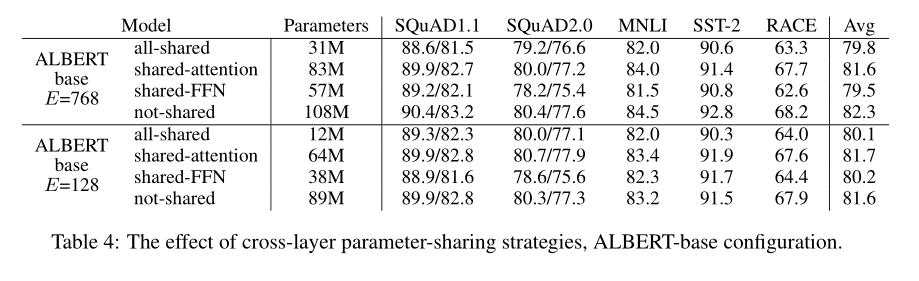 Model Parameters SQuAD1.1 SQuAD2.0 MNLI SST-2 RACE Avg
ALBERT base E=768
all-shared 31M 88.6/81.5 79.2/76.6 82.0 90.6 63.3 79.8
shared-attention 83M 89.9/82.7 80.0/77.2 84.0 91.4 67.7 81.6
shared-FFN 57M 89.2/82.1 78.2/75.4 81.5 90.8 62.6 79.5
not-shared 108M 90.4/83.2 80.4/77.6 84.5 92.8 68.2 82.3
ALBERT base E=128
all-shared 12M 89.3/82.3 80.0/77.1 82.0 90.3 64.0 80.1
shared-attention 64M 89.9/82.8 80.7/77.9 83.4 91.9 67.6 81.7
shared-FFN 38M 88.9/81.6 78.6/75.6 82.3 91.7 64.4 80.2
not-shared 89M 89.9/82.8 80.3/77.3 83.2 91.5 67.9 81.6
Table 4: The effect of cross-layer parameter-sharing strategies, ALBERT-base configuration.